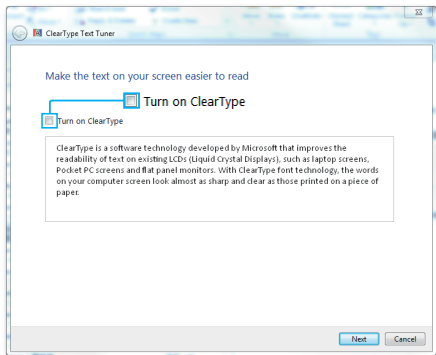 ClearType Text Tuner
Make the text on your screen easier to read
Turn on ClearType
Turn on ClearType
ClearType is a software technology developed by Microsoft that improves the
readability of text on existing LCDs (Liquid Crystal Displays), such as laptop screens,
Pocket PC screens and flat panel monitors. With ClearType font technology, the words
on your computer screen look almost as sharp and clear as those printed on a piece of
paper.
Next Cancel